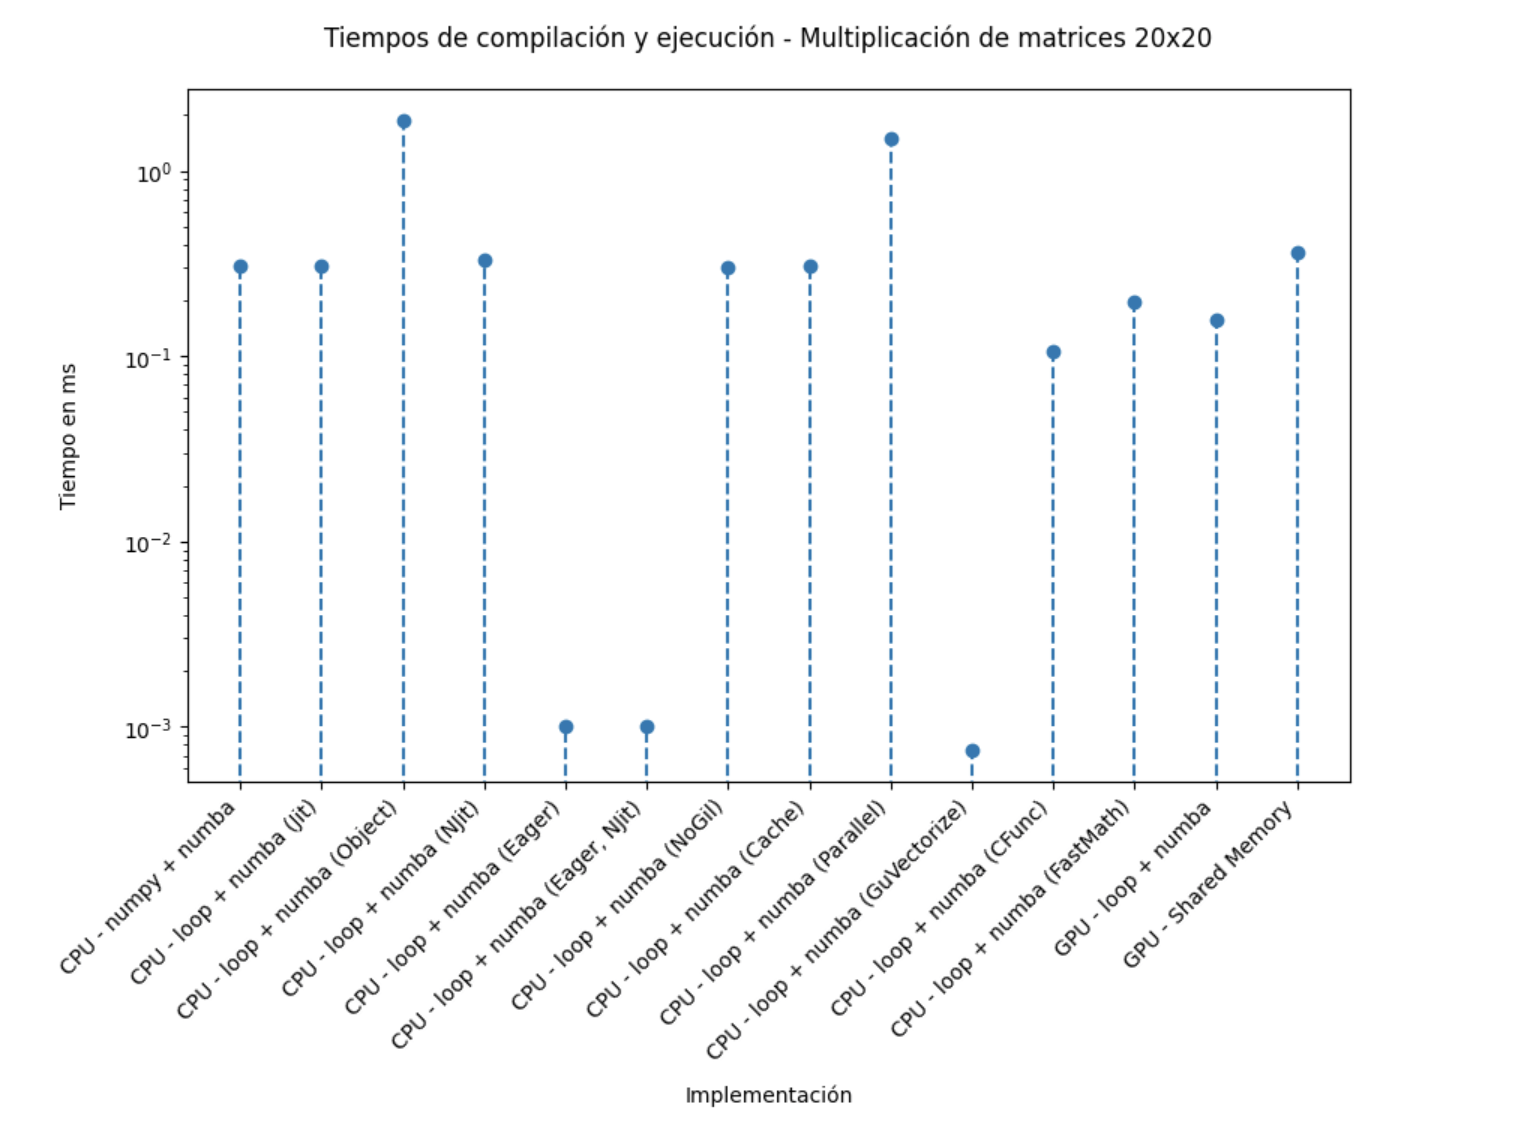 Tiempos de compilación y ejecución - Multiplicación de matrices 20x20
Tiempo en ms
10⁰
10⁻¹
10⁻²
10⁻³
CPU - numpy + numba
CPU - loop + numba (jit)
CPU - loop + numba (Object)
CPU - loop + numba (Njit)
CPU - loop + numba (Eager)
CPU - loop + numba (Eager, Njit)
CPU - loop + numba (NoGil)
CPU - loop + numba (Cache)
CPU - loop + numba (Parallel)
CPU - loop + numba (GuVectorize)
CPU - loop + numba (CFunc)
CPU - loop + numba (FastMath)
GPU - loop + numba
GPU - Shared Memory
Implementación